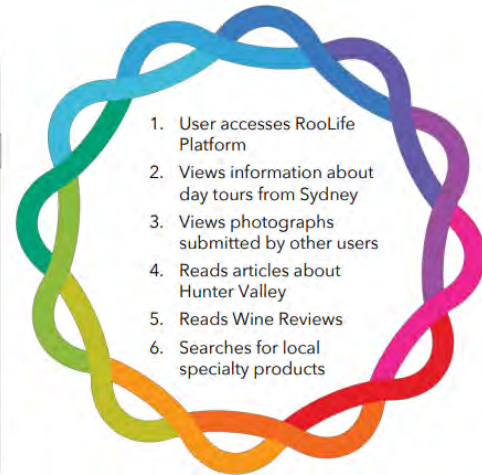 1. User accesses RooLife
Platform
2. Views information about
day tours from Sydney
3. Views photographs
submitted by other users
4. Reads articles about
Hunter Valley
5. Reads Wine Reviews
6. Searches for local
specialty products